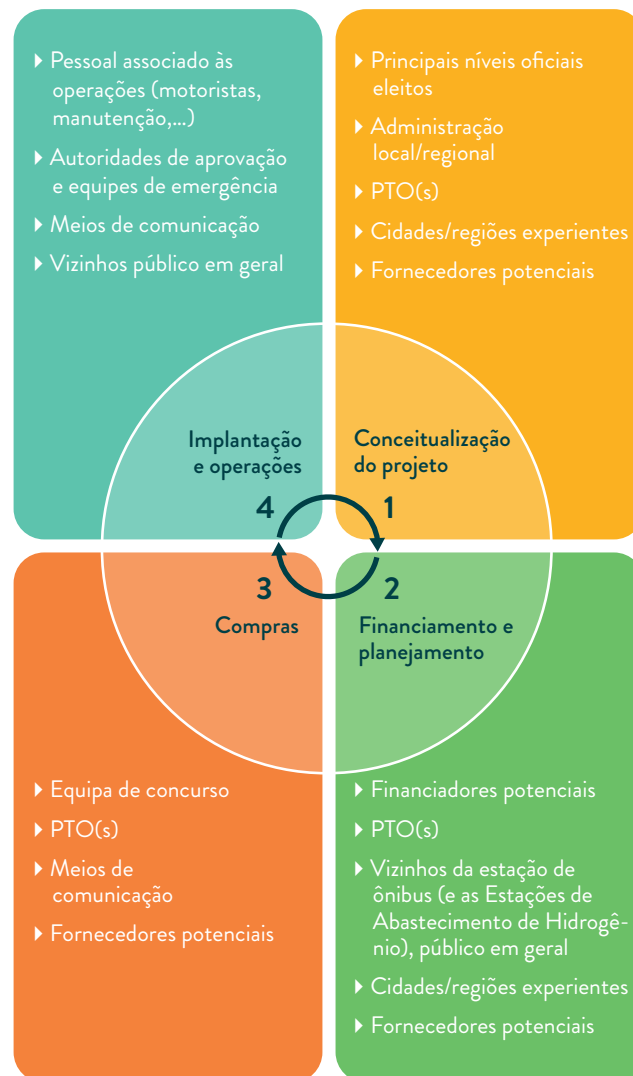 ▸ Pessoal associado às
operações (motoristas,
manutenção,...)
▸ Autoridades de aprovação
e equipes de emergência
▸ Meios de comunicação
▸ Vizinhos público em geral
▸ Principais níveis oficiais
eleitos
▸ Administração
local/regional
▸ PTO(s)
▸ Cidades/regiões experientes
▸ Fornecedores potenciais
Implantação
e operações
4
Conceitualização
do projeto
1
3
Compras
2
Financiamento e
planejamento
▸ Equipa de concurso
▸ PTO(s)
▸ Meios de
comunicação
▸ Fornecedores potenciais
▸ Financiadores potenciais
▸ PTO(s)
▸ Vizinhos da estação de
ônibus (e as Estações de
Abastecimento de Hidrogê-
nio), público em geral
▸ Cidades/regiões experientes
▸ Fornecedores potenciais